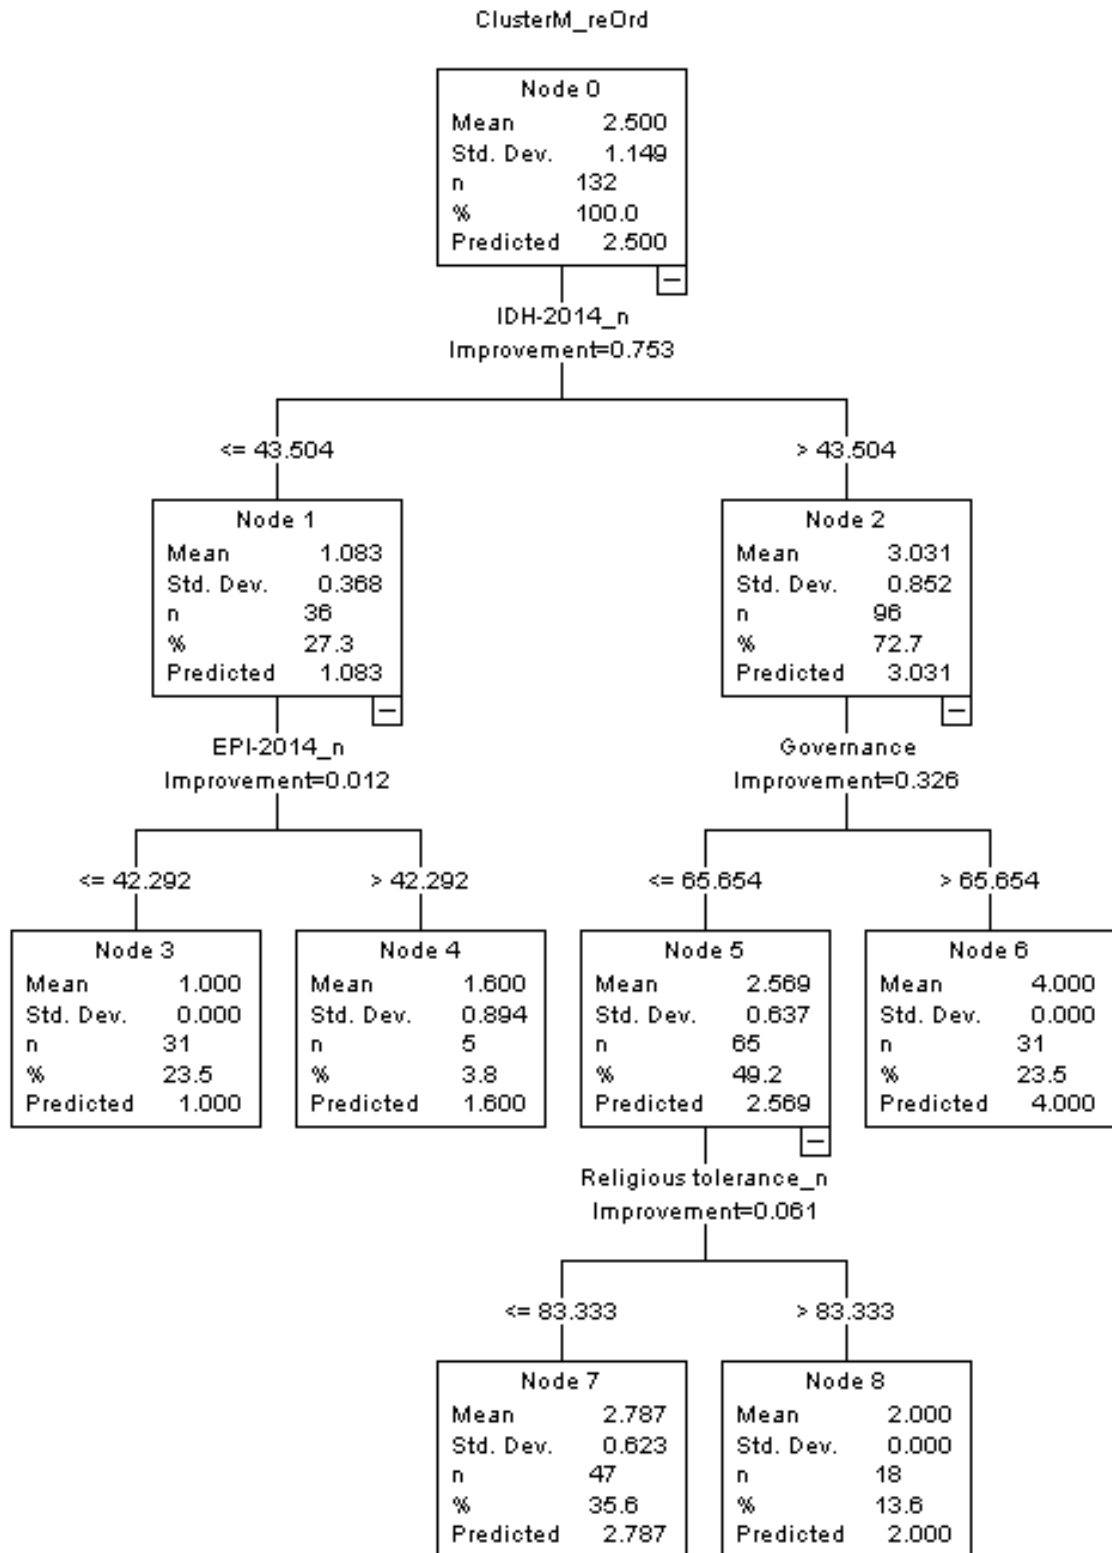 ClusterM_reOrd
Node 0
Mean 2.500
Std. Dev. 1.149
n 132
% 100.0
Predicted 2.500
IDH-2014_n
Improvement=0.753
<= 43.504
> 43.504
Node 1
Mean 1.083
Std. Dev. 0.368
n 36
% 27.3
Predicted 1.083
Node 2
Mean 3.031
Std. Dev. 0.852
n 96
% 72.7
Predicted 3.031
EPI-2014_n
Improvement=0.012
Governance
Improvement=0.326
<= 42.292
> 42.292
<= 65.654
> 65.654
Node 3
Mean 1.000
Std. Dev. 0.000
n 31
% 23.5
Predicted 1.000
Node 4
Mean 1.600
Std. Dev. 0.894
n 5
% 3.8
Predicted 1.600
Node 5
Mean 2.569
Std. Dev. 0.637
n 65
% 49.2
Predicted 2.569
Node 6
Mean 4.000
Std. Dev. 0.000
n 31
% 23.5
Predicted 4.000
Religious tolerance_n
Improvement=0.061
<= 83.333
> 83.333
Node 7
Mean 2.787
Std. Dev. 0.623
n 47
% 35.6
Predicted 2.787
Node 8
Mean 2.000
Std. Dev. 0.000
n 18
% 13.6
Predicted 2.000